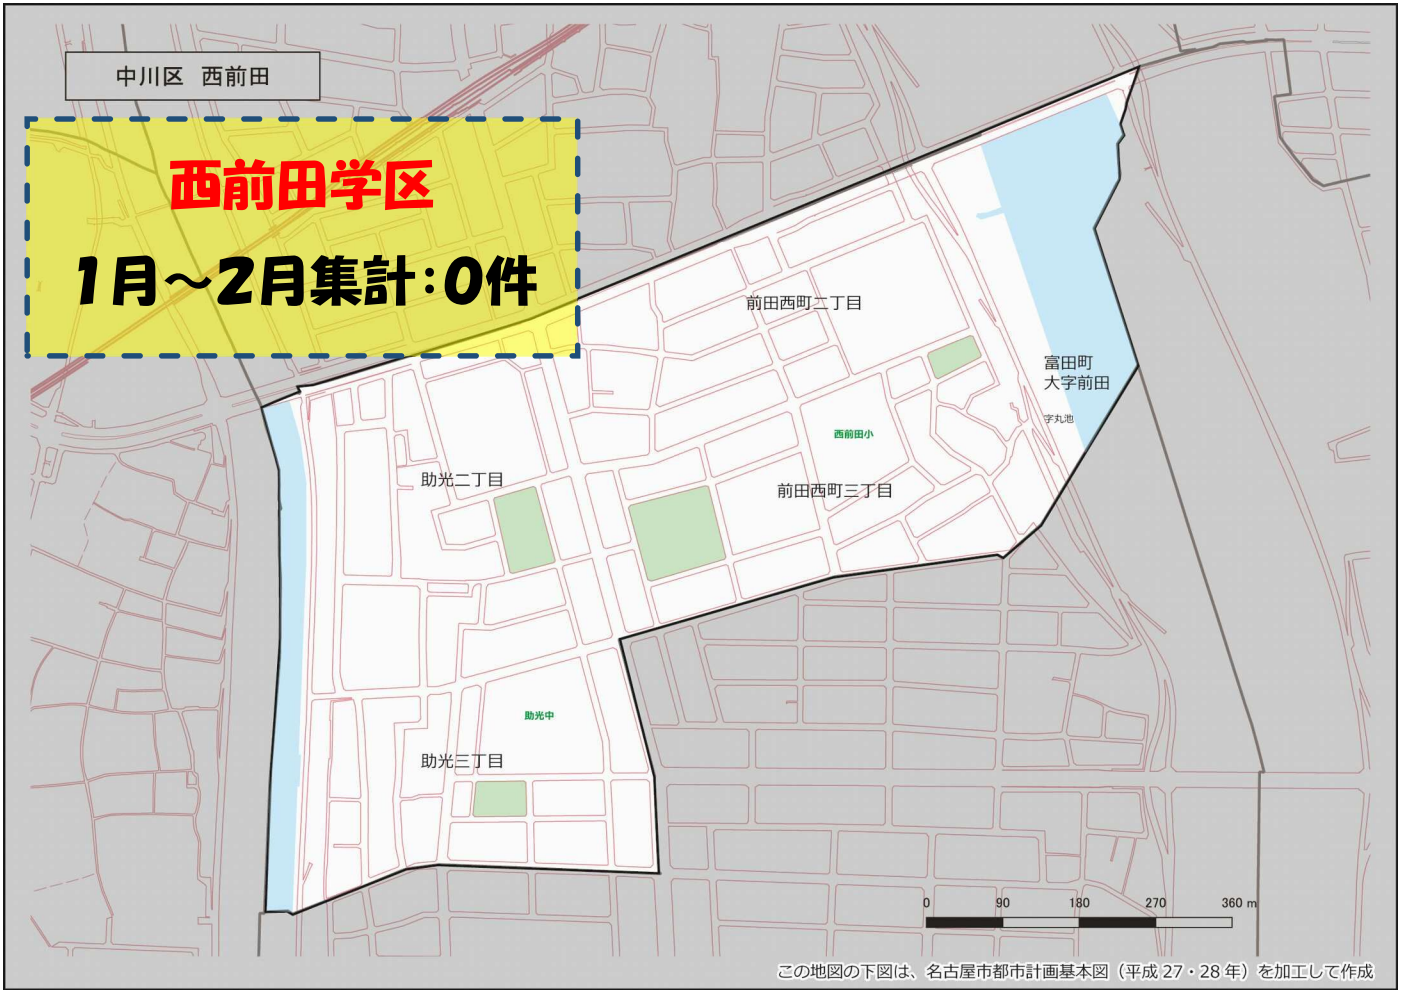 中川区 西前田
西前田学区
1月～2月集計：0件
前田西町二丁目
富田町
大字前田
字丸池
西前田小
助光二丁目
前田西町三丁目
助光中
助光三丁目
0 90 180 270 360 m
この地図の下図は、名古屋市都市計画基本図（平成 27・28 年）を加工して作成